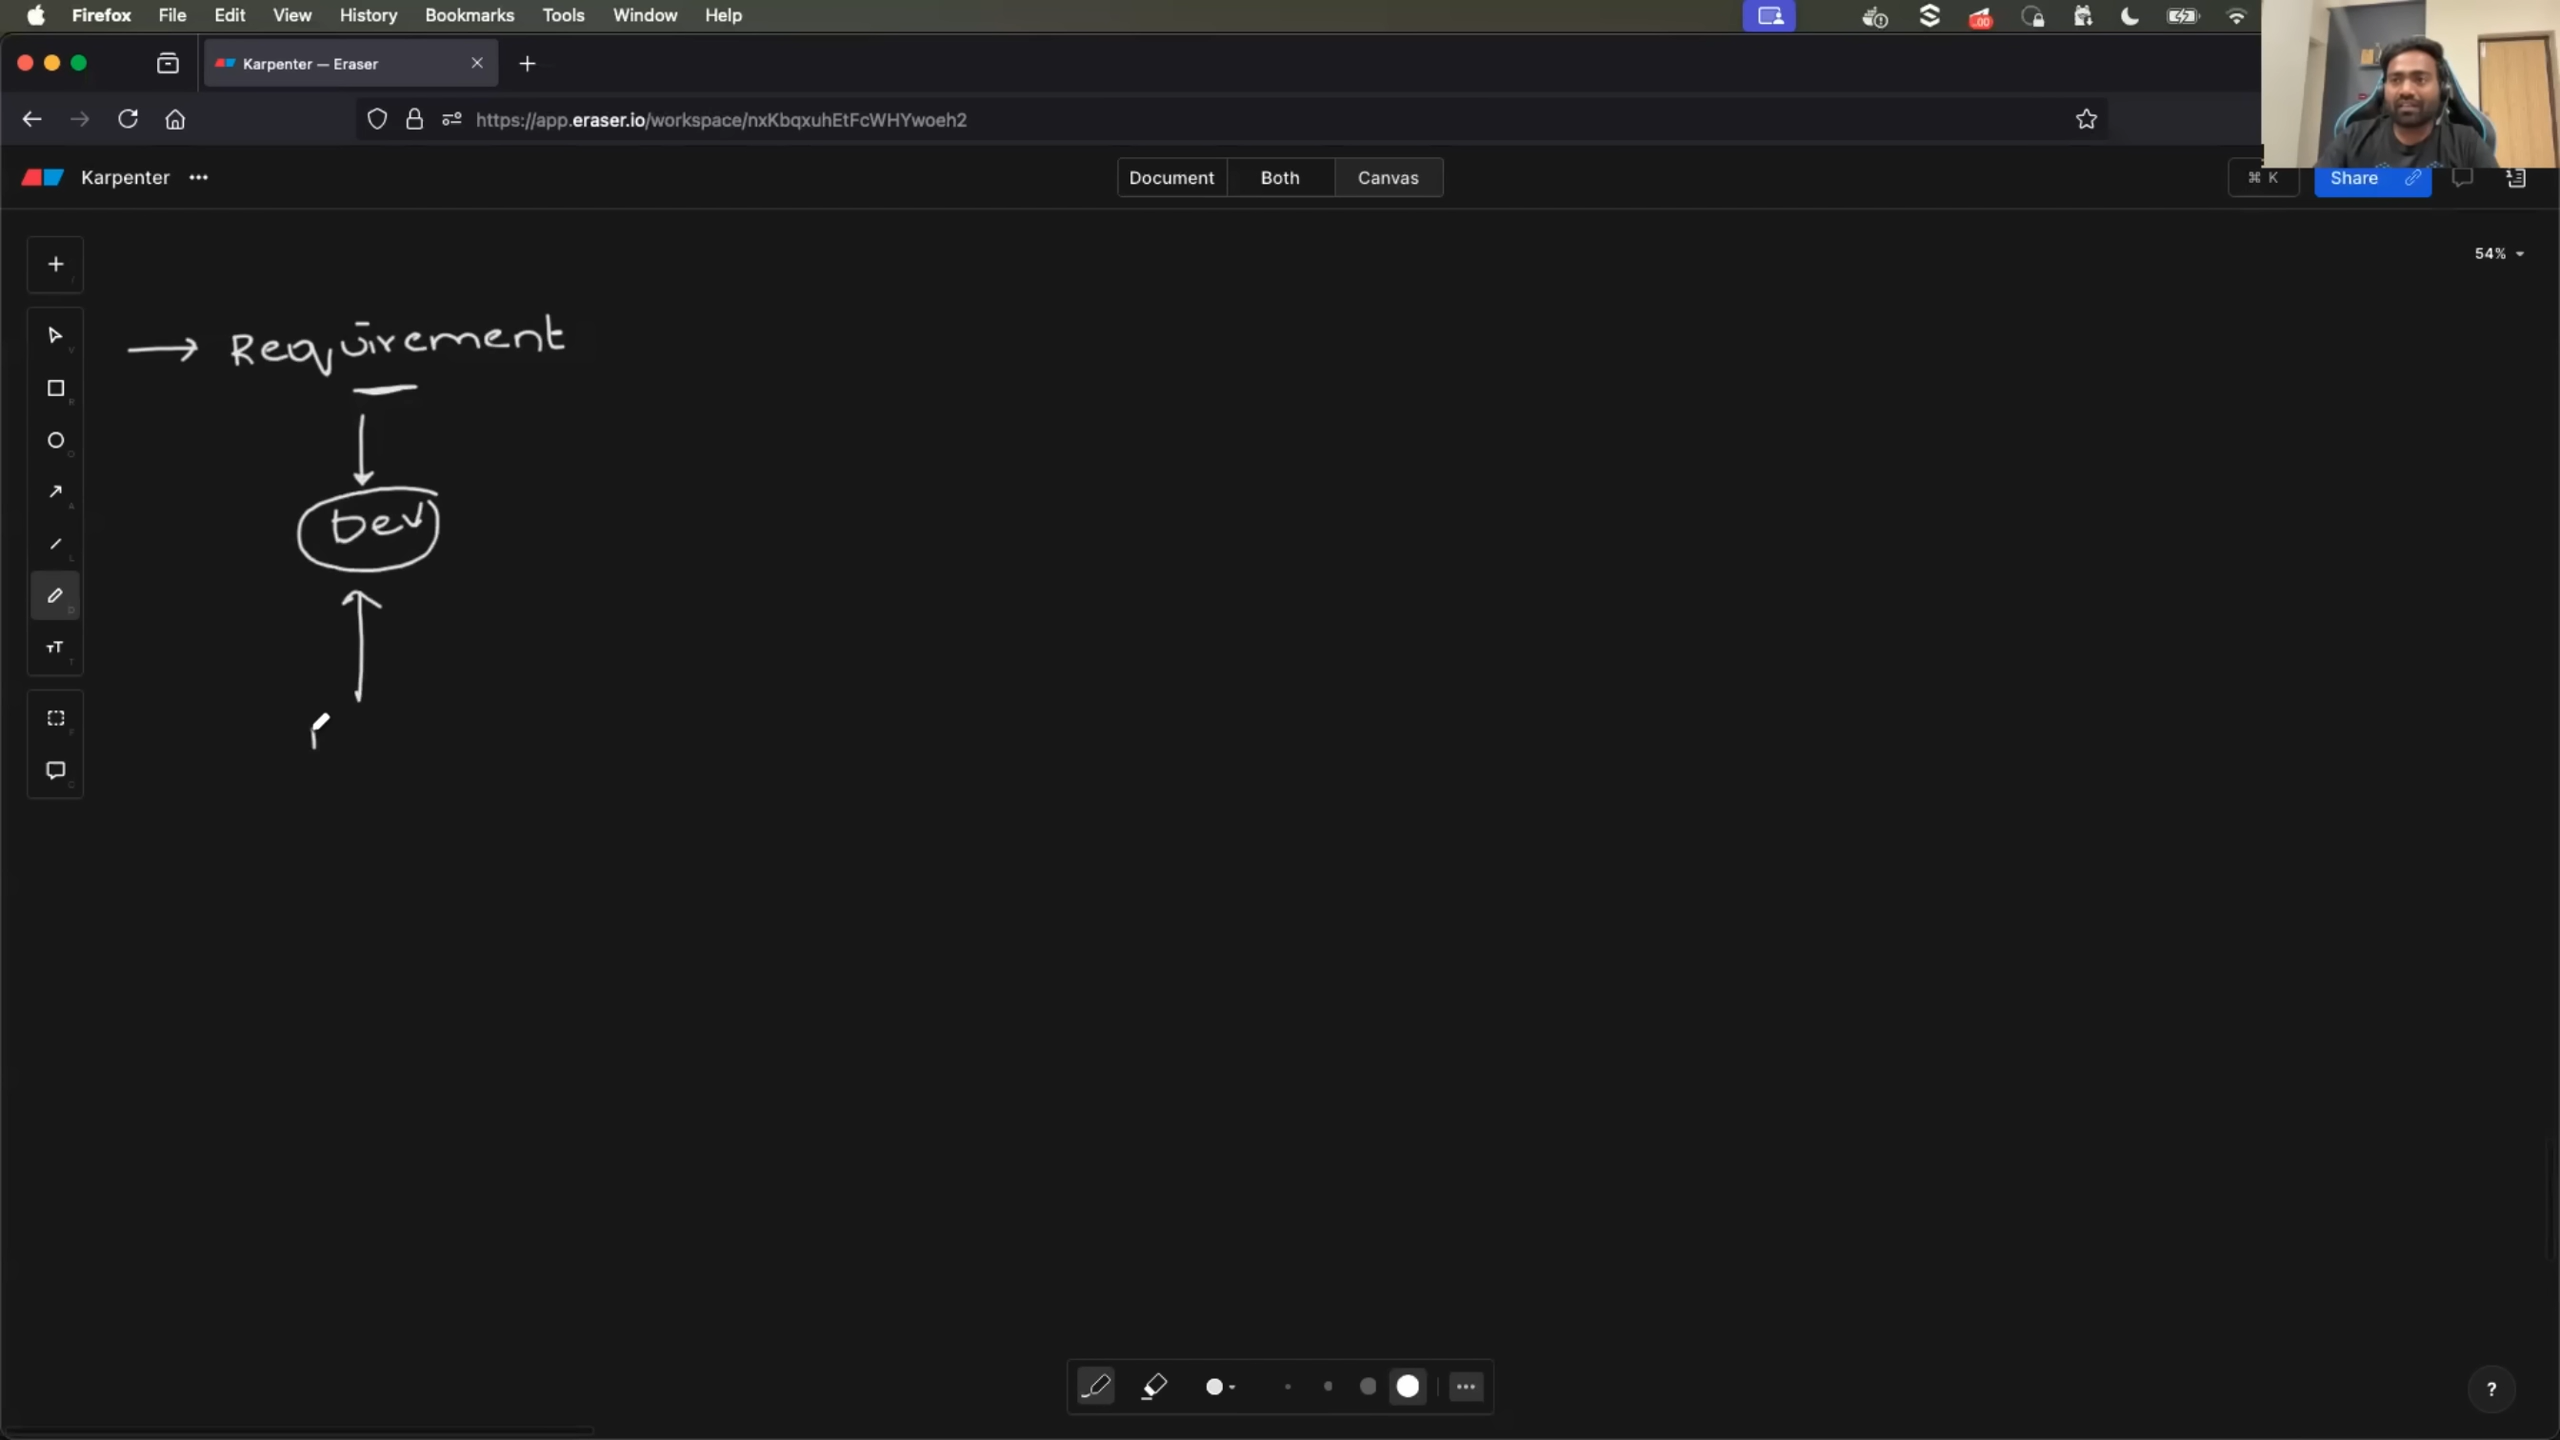 Firefox File Edit View History Bookmarks Tools Window Help
Karpenter — Eraser
https://app.eraser.io/workspace/nxKbqxuhEtFcWHYwoeh2
Karpenter
Document Both Canvas
⌘ K
Share
54%
→ Requirement
Dev
V
R
O
A
L
D
T
F
C
?